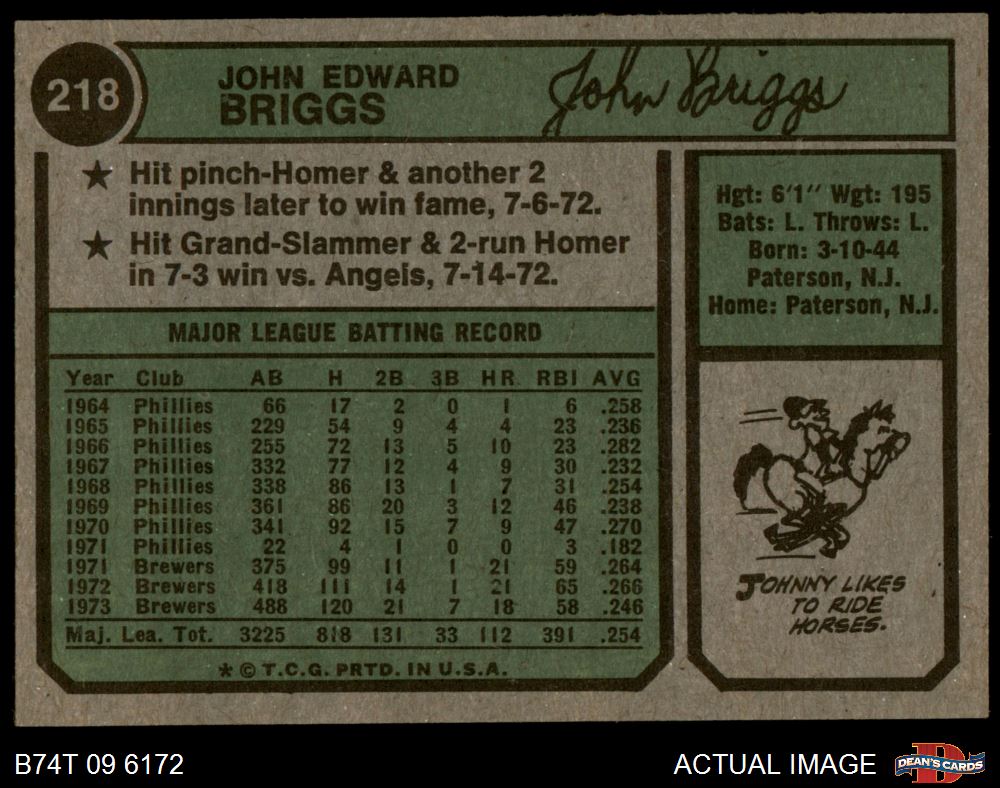 218
JOHN EDWARD
BRIGGS
John Briggs
★ Hit pinch-Homer & another 2
innings later to win fame, 7-6-72.
★ Hit Grand-Slammer & 2-run Homer
in 7-3 win vs. Angels, 7-14-72.
Hgt: 6'1" Wgt: 195
Bats: L. Throws: L.
Born: 3-10-44
Paterson, N.J.
Home: Paterson, N.J.
MAJOR LEAGUE BATTING RECORD
Year Club AB H 2B 3B HR RBI AVG
1964 Phillies 66 17 2 0 1 6 .258
1965 Phillies 229 54 9 4 4 23 .236
1966 Phillies 255 72 13 5 10 23 .282
1967 Phillies 332 77 12 4 9 30 .232
1968 Phillies 338 86 13 1 7 31 .254
1969 Phillies 361 86 20 3 12 46 .238
1970 Phillies 341 92 15 7 9 47 .270
1971 Phillies 22 4 1 0 0 3 .182
1971 Brewers 375 99 11 1 21 59 .264
1972 Brewers 418 111 14 1 21 65 .266
1973 Brewers 488 120 21 7 18 58 .246
Maj. Lea. Tot. 3225 818 131 33 112 391 .254
* © T.C.G. PRTD. IN U.S.A.
JOHNNY LIKES
TO RIDE
HORSES.
B74T 09 6172
ACTUAL IMAGE
D
DEAN'S CARDS